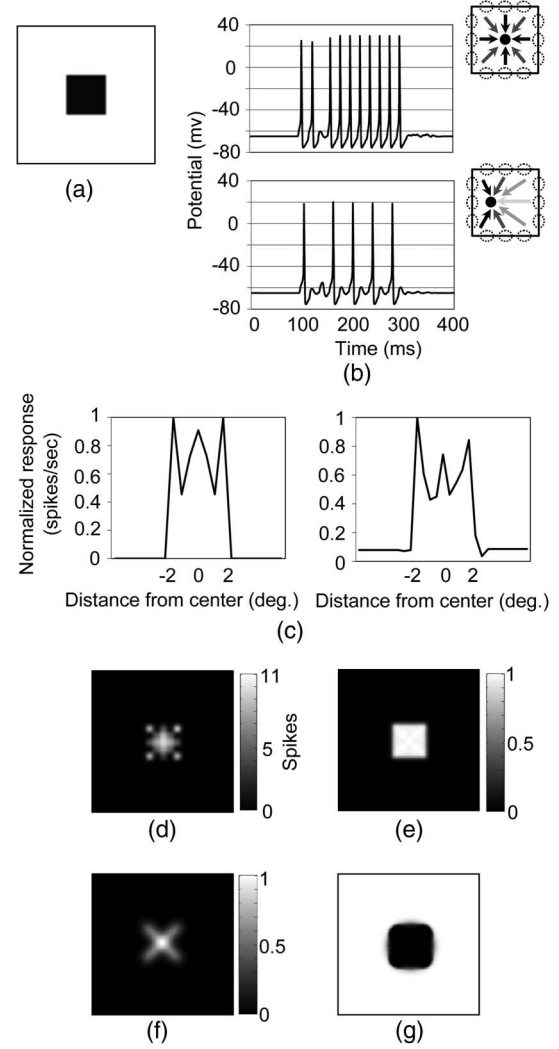 (a)
Potential (mv)
40
0
-40
-80
40
20
0
-40
-80
0 100 200 300 400
Time (ms)
(b)
Normalized response
(spikes/sec)
1
0.8
0.6
0.4
0.2
0
-2 0 2
Distance from center (deg.)
1
0.8
0.6
0.4
0.2
0
-2 0 2
Distance from center (deg.)
(c)
11
5
0
Spikes
(d)
1
0.5
0
(e)
1
0.5
0
(f)
(g)